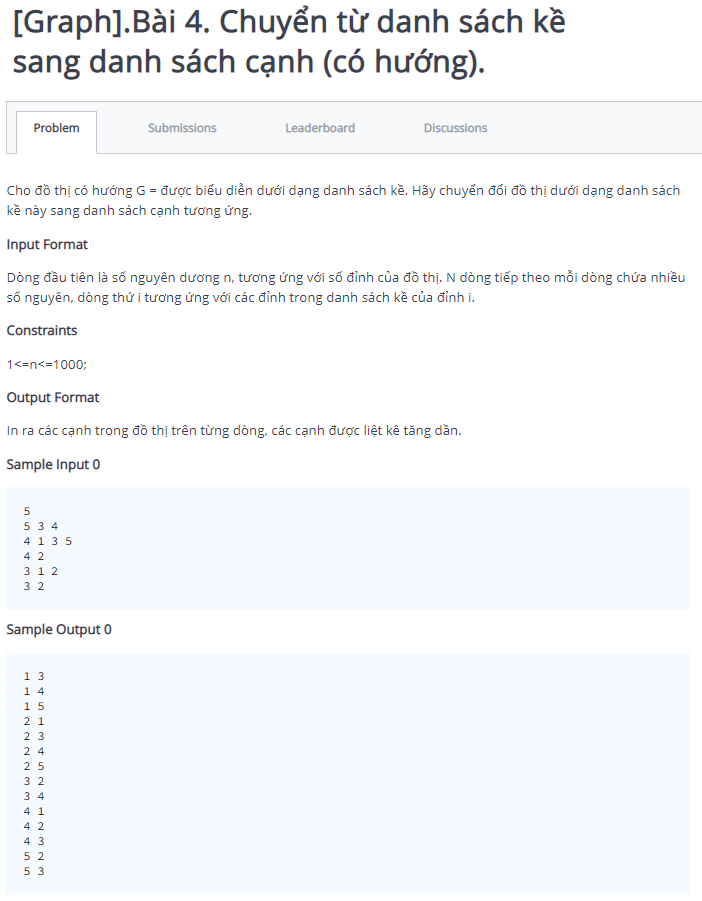 [Graph].Bài 4. Chuyển từ danh sách kề
sang danh sách cạnh (có hướng).
Problem
Submissions
Leaderboard
Discussions
Cho đồ thị có hướng G = được biểu diễn dưới dạng danh sách kề. Hãy chuyển đổi đồ thị dưới dạng danh sách
kề này sang danh sách cạnh tương ứng.
Input Format
Dòng đầu tiên là số nguyên dương n, tương ứng với số đỉnh của đồ thị. N dòng tiếp theo mỗi dòng chứa nhiều
số nguyên, dòng thứ i tương ứng với các đỉnh trong danh sách kề của đỉnh i.
Constraints
1<=n<=1000;
Output Format
In ra các cạnh trong đồ thị trên từng dòng, các cạnh được liệt kê tăng dần.
Sample Input 0
5
5 3 4
4 1 3 5
4 2
3 1 2
3 2
Sample Output 0
1 3
1 4
1 5
2 1
2 3
2 4
2 5
3 2
3 4
4 1
4 2
4 3
5 2
5 3